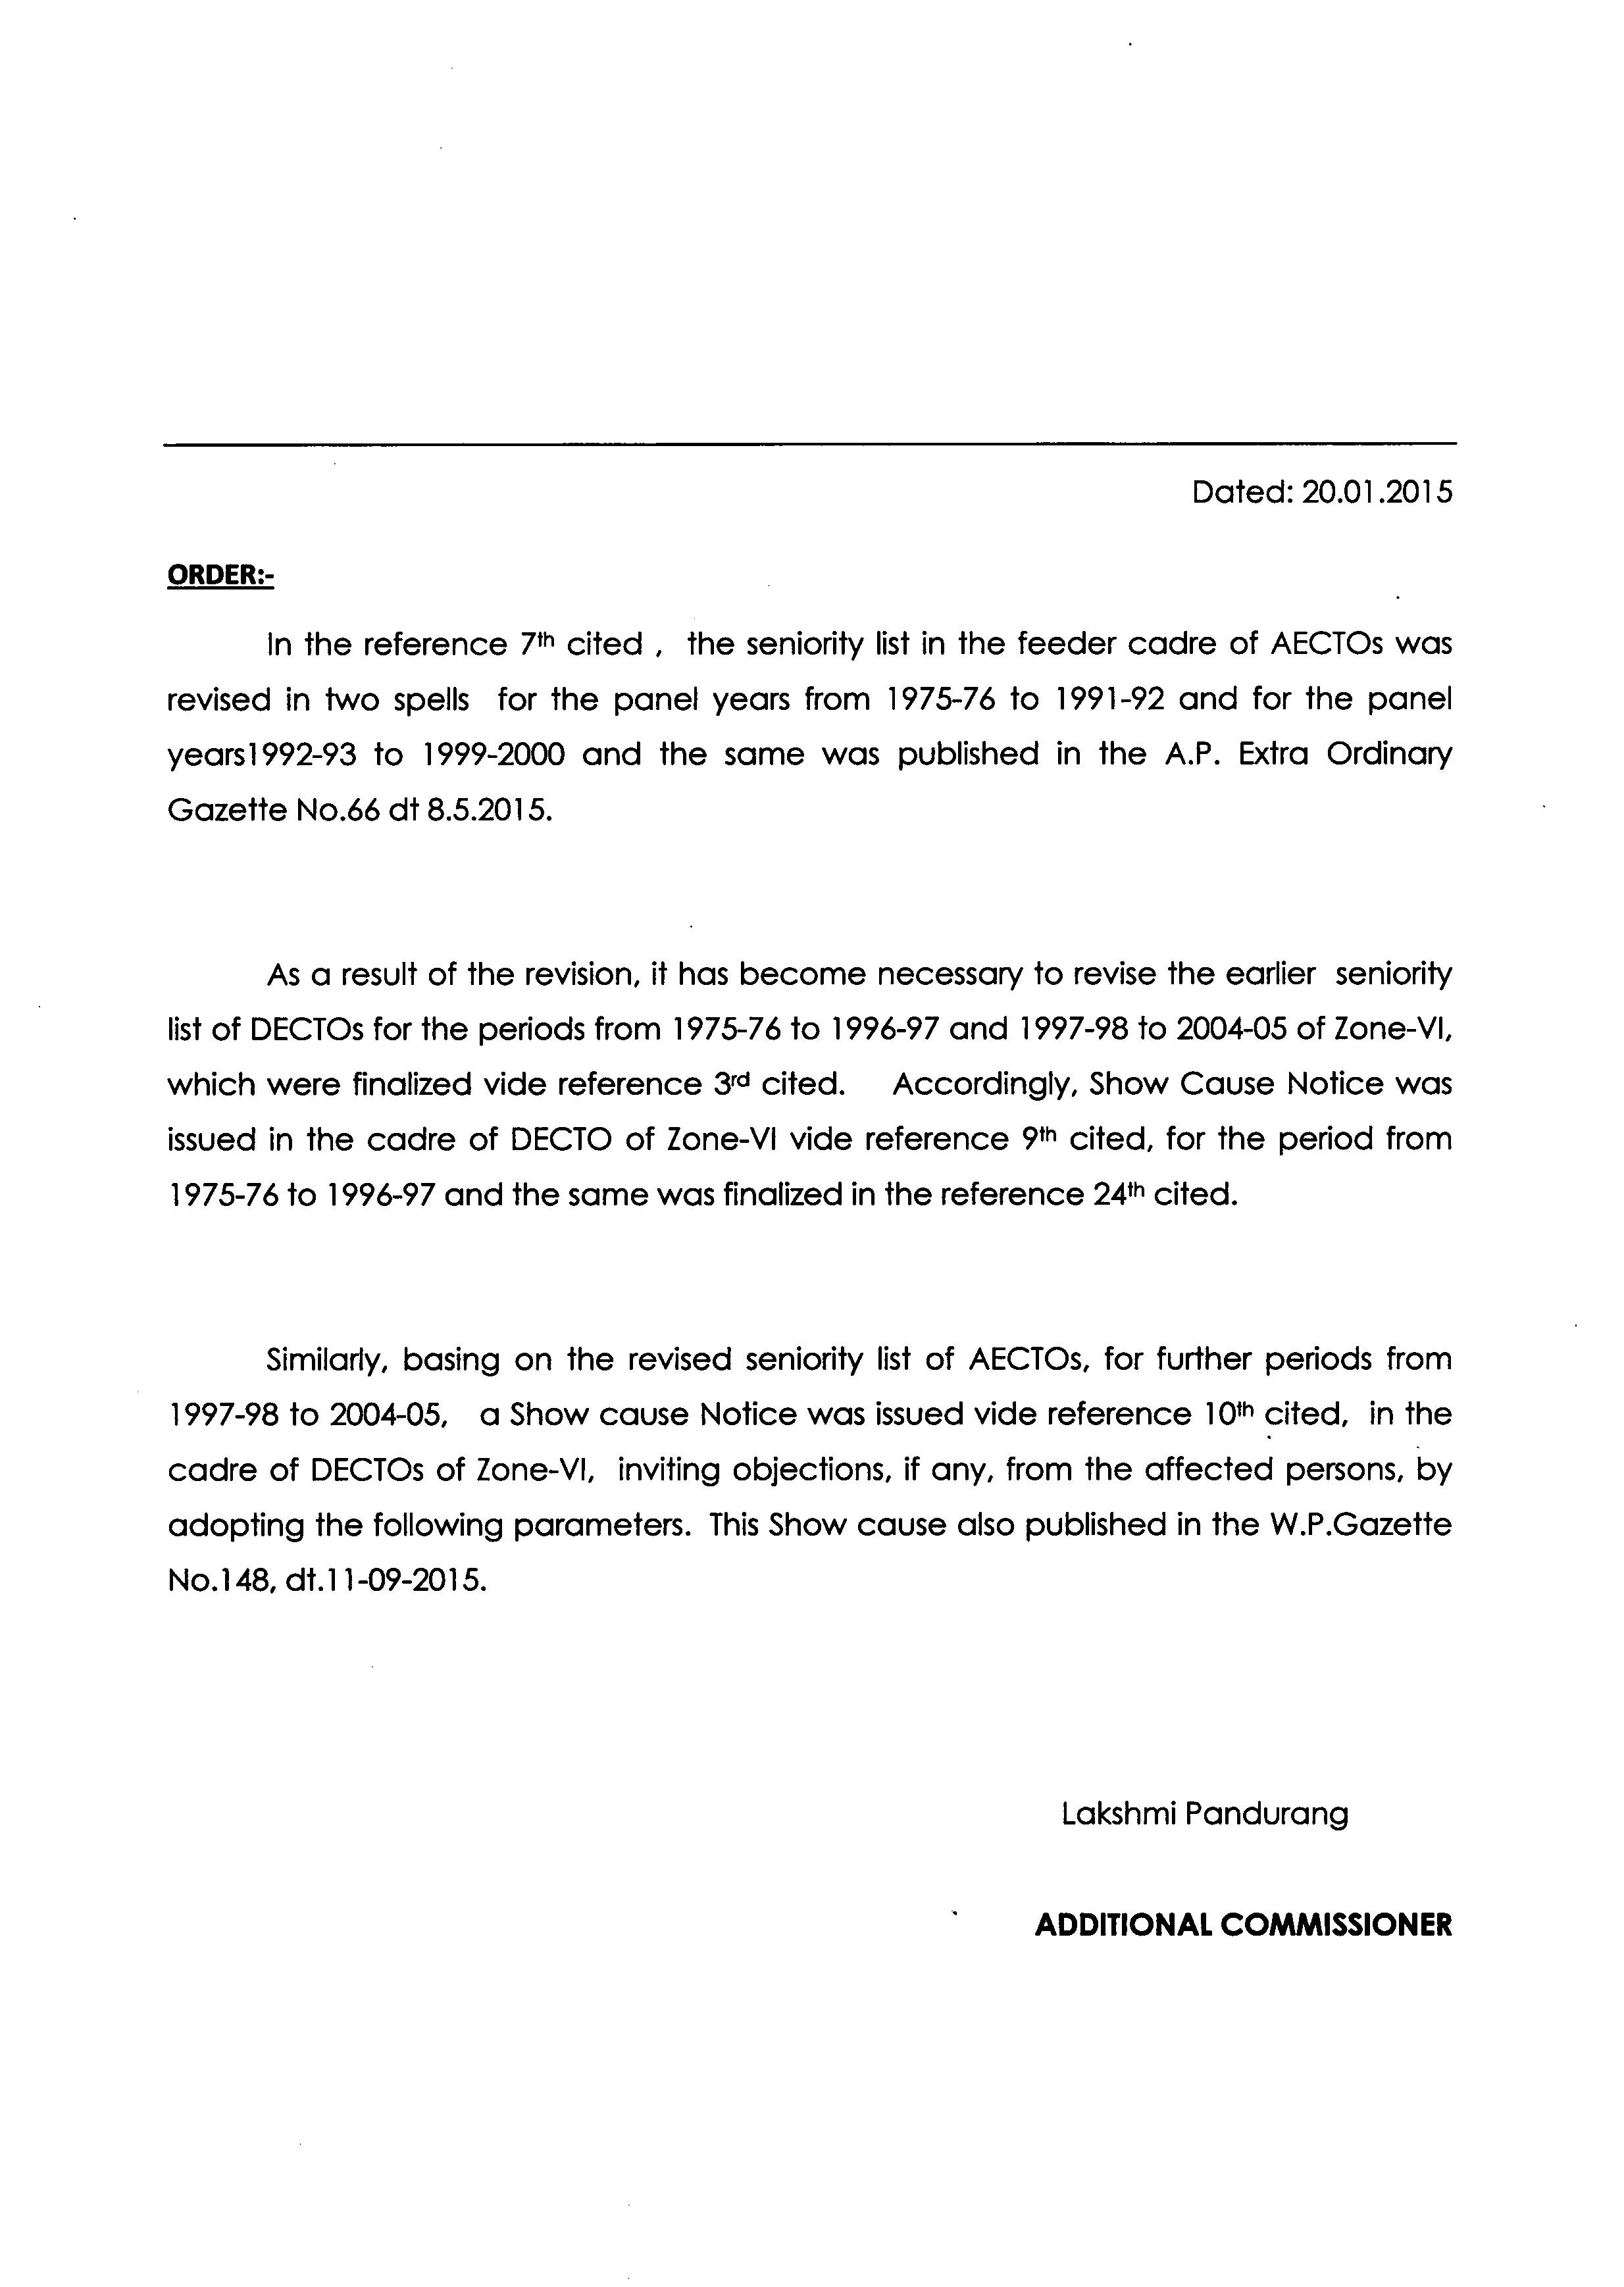 Dated: 20.01.2015
ORDER:-
In the reference 7th cited , the seniority list in the feeder cadre of AECTOs was
revised in two spells for the panel years from 1975-76 to 1991-92 and for the panel
years1992-93 to 1999-2000 and the same was published in the A.P. Extra Ordinary
Gazette No.66 dt 8.5.2015.
As a result of the revision, it has become necessary to revise the earlier seniority
list of DECTOs for the periods from 1975-76 to 1996-97 and 1997-98 to 2004-05 of Zone-VI,
which were finalized vide reference 3rd cited. Accordingly, Show Cause Notice was
issued in the cadre of DECTO of Zone-VI vide reference 9th cited, for the period from
1975-76 to 1996-97 and the same was finalized in the reference 24th cited.
Similarly, basing on the revised seniority list of AECTOs, for further periods from
1997-98 to 2004-05, a Show cause Notice was issued vide reference 10th cited, in the
cadre of DECTOs of Zone-VI, inviting objections, if any, from the affected persons, by
adopting the following parameters. This Show cause also published in the W.P.Gazette
No.148, dt.11-09-2015.
Lakshmi Pandurang
ADDITIONAL COMMISSIONER